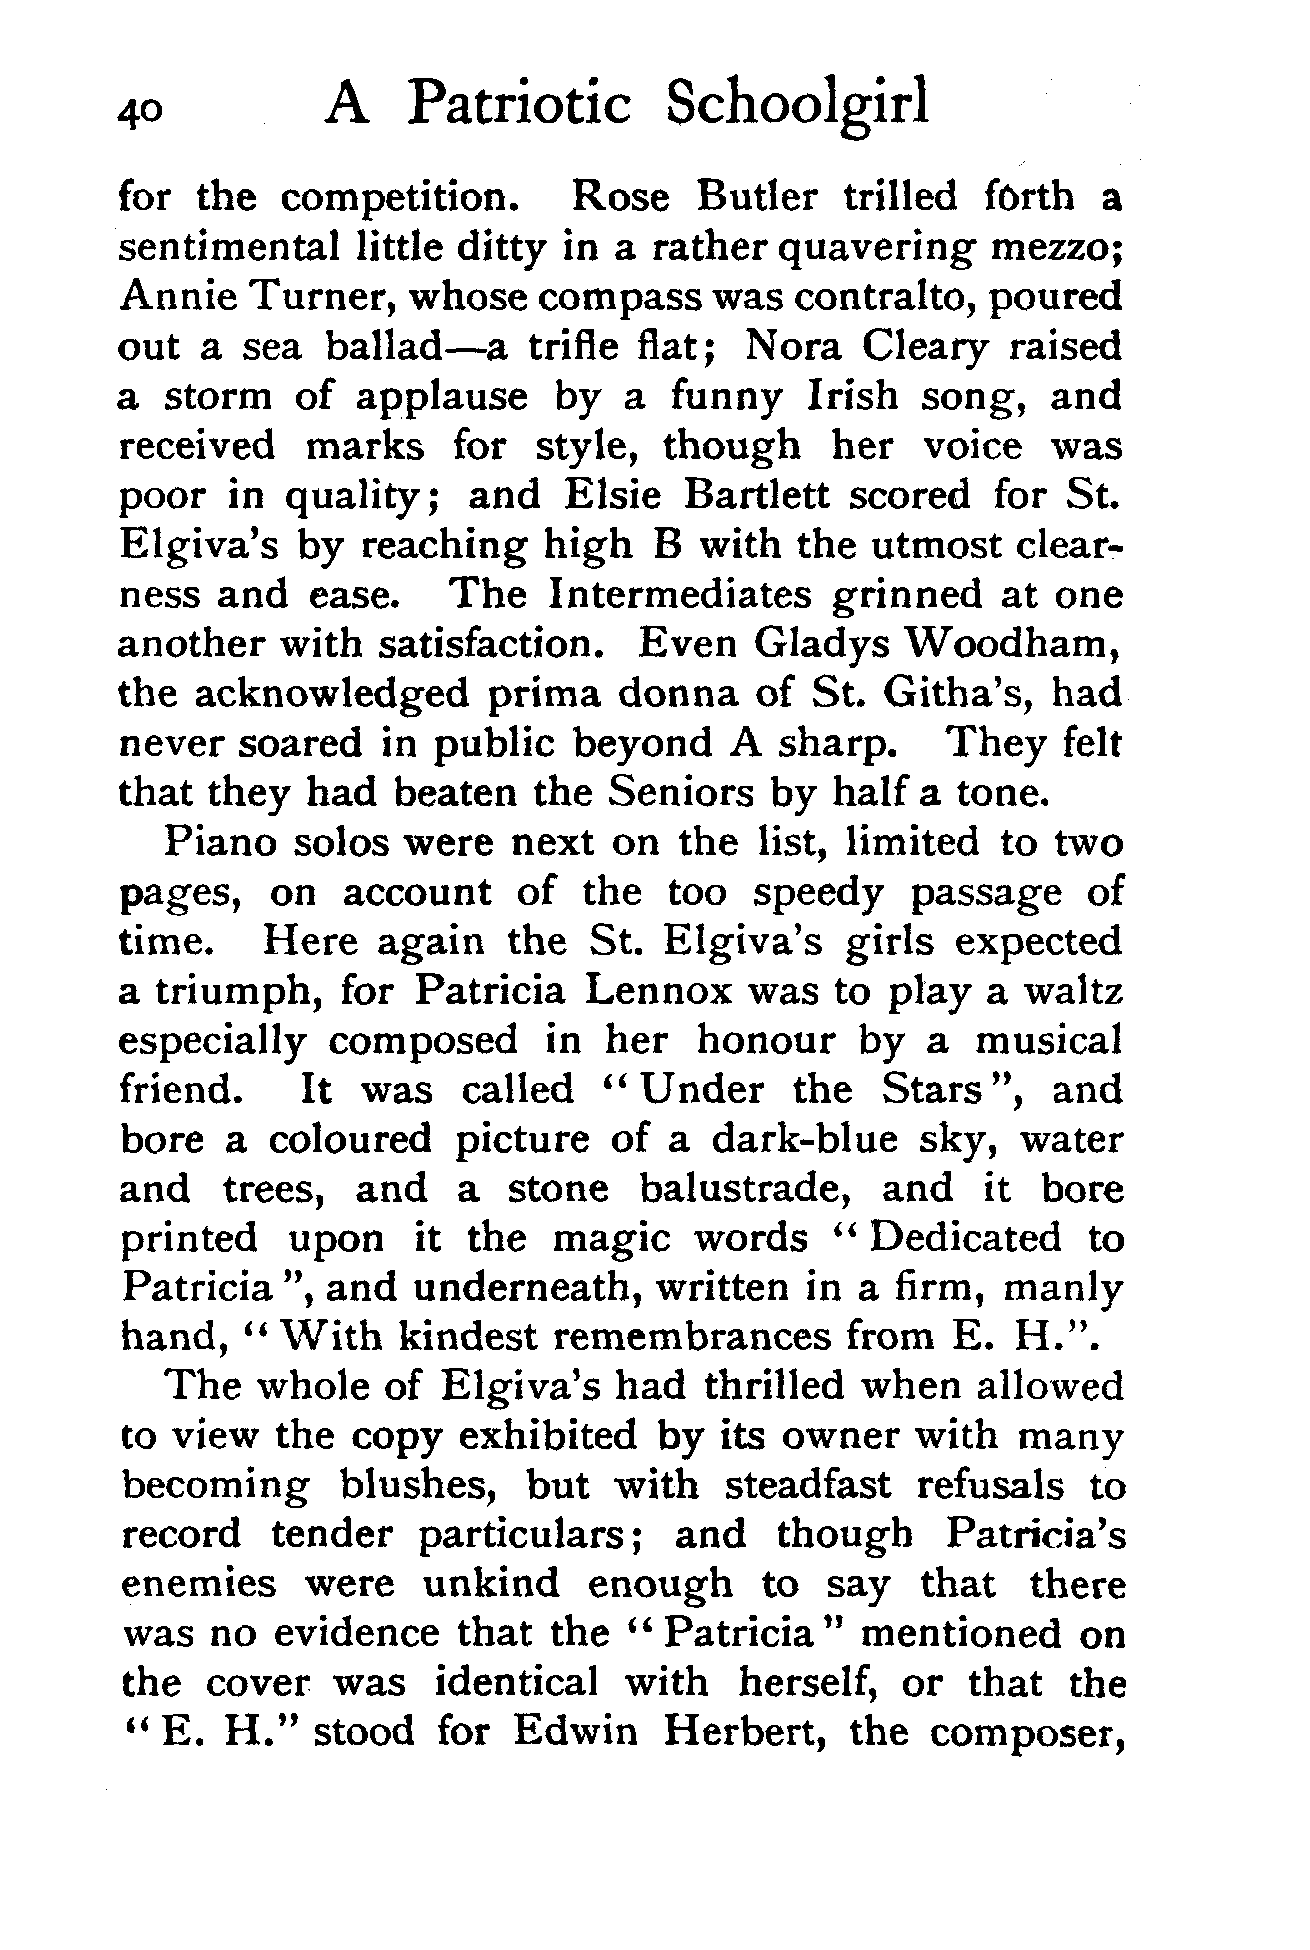 40 A Patriotic Schoolgirl
for the competition. Rose Butler trilled forth a
sentimental little ditty in a rather quavering mezzo;
Annie Turner, whose compass was contralto, poured
out a sea ballad—a trifle flat; Nora Cleary raised
a storm of applause by a funny Irish song, and
received marks for style, though her voice was
poor in quality; and Elsie Bartlett scored for St.
Elgiva's by reaching high B with the utmost clear-
ness and ease. The Intermediates grinned at one
another with satisfaction. Even Gladys Woodham,
the acknowledged prima donna of St. Githa's, had
never soared in public beyond A sharp. They felt
that they had beaten the Seniors by half a tone.
Piano solos were next on the list, limited to two
pages, on account of the too speedy passage of
time. Here again the St. Elgiva's girls expected
a triumph, for Patricia Lennox was to play a waltz
especially composed in her honour by a musical
friend. It was called "Under the Stars", and
bore a coloured picture of a dark-blue sky, water
and trees, and a stone balustrade, and it bore
printed upon it the magic words "Dedicated to
Patricia", and underneath, written in a firm, manly
hand, "With kindest remembrances from E. H.".
The whole of Elgiva's had thrilled when allowed
to view the copy exhibited by its owner with many
becoming blushes, but with steadfast refusals to
record tender particulars; and though Patricia's
enemies were unkind enough to say that there
was no evidence that the "Patricia" mentioned on
the cover was identical with herself, or that the
"E. H." stood for Edwin Herbert, the composer,